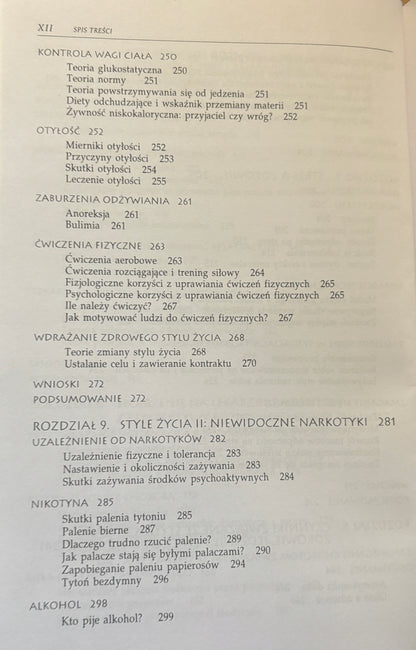 XII SPIS TREŚCI
KONTROLA WAGI CIAŁA 250
Teoria glukostatyczna 250
Teoria normy 251
Teoria powstrzymywania się od jedzenia 251
Diety odchudzające i wskaźnik przemiany materii 251
Żywność niskokaloryczna: przyjaciel czy wróg? 252
OTYŁOŚĆ 252
Mierniki otyłości 252
Przyczyny otyłości 253
Skutki otyłości 254
Leczenie otyłości 255
ZABURZENIA ODŻYWIANIA 261
Anoreksja 261
Bulimia 261
ĆWICZENIA FIZYCZNE 263
Ćwiczenia aerobowe 263
Ćwiczenia rozciągające i trening siłowy 264
Fizjologiczne korzyści z uprawiania ćwiczeń fizycznych 265
Psychologiczne korzyści z uprawiania ćwiczeń fizycznych 265
Ile należy ćwiczyć? 267
Jak motywować ludzi do ćwiczeń fizycznych? 267
WDRAŻANIE ZDROWEGO STYLU ŻYCIA 268
Teorie zmiany stylu życia 268
Ustalanie celu i zawieranie kontraktu 270
WNIOSKI 272
PODSUMOWANIE 272
ROZDZIAŁ 9. STYLE ŻYCIA II: NIEWIDOCZNE NARKOTYKI 281
UZALEŻNIENIE OD NARKOTYKÓW 282
Uzależnienie fizyczne i tolerancja 283
Nastawienie i okoliczności zażywania 283
Skutki zażywania środków psychoaktywnych 284
NIKOTYNA 285
Skutki palenia tytoniu 285
Palenie bierne 287
Dlaczego trudno rzucić palenie? 289
Jak palacze stają się byłymi palaczami? 290
Zapobieganie paleniu papierosów 294
Tytoń bezdymny 296
ALKOHOL 298
Kto pije alkohol? 299